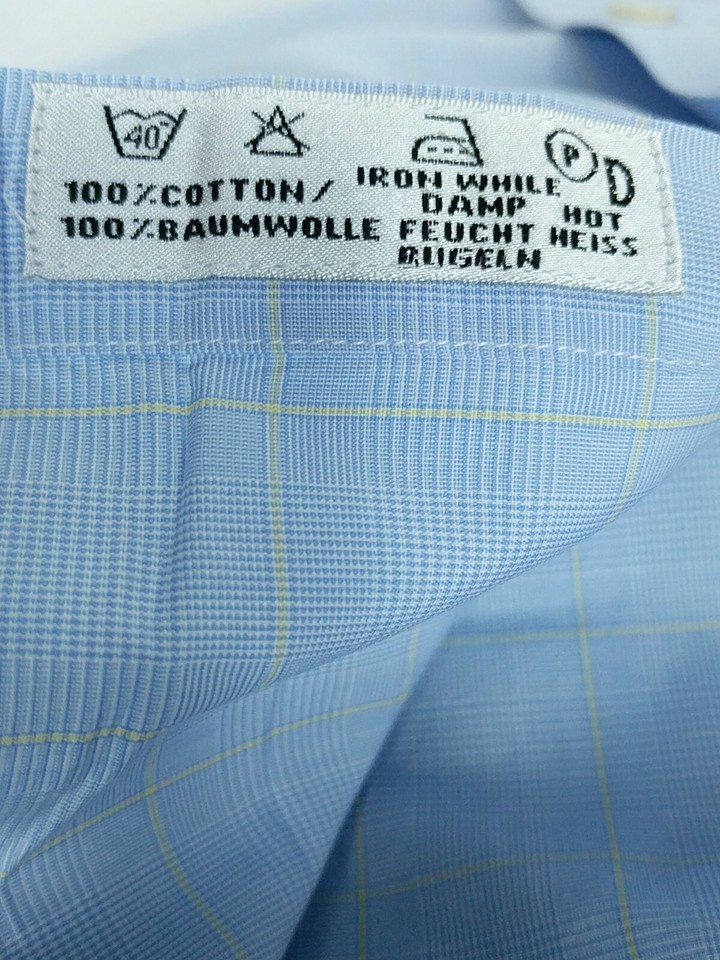 40°
P D
100%COTTON/ IRON WHILE
DAMP HOT
100%BAUMWOLLE FEUCHT HEISS
BUGELN